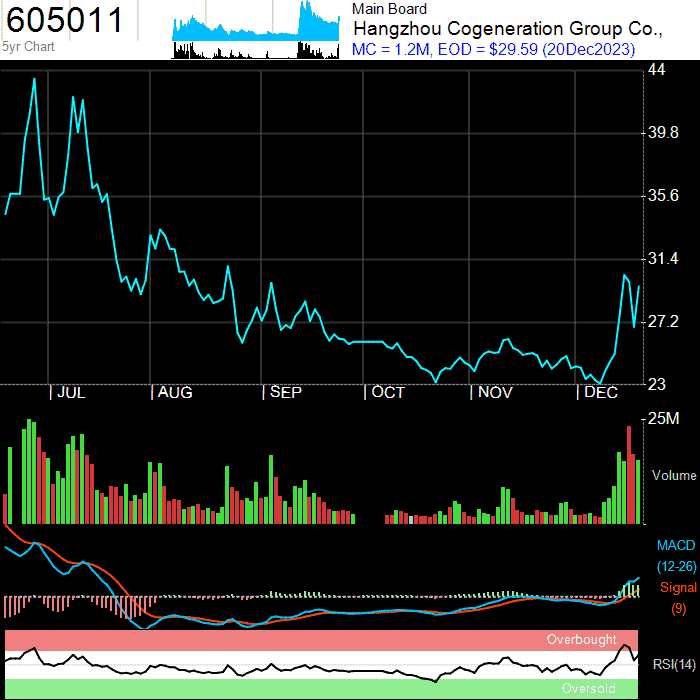 605011
5yr Chart
Main Board
Hangzhou Cogeneration Group Co.,
MC = 1.2M, EOD = $29.59 (20Dec2023)
44
39.8
35.6
31.4
27.2
23
| JUL | AUG | SEP | OCT | NOV | DEC
25M
Volume
MACD
(12-26)
Signal
(9)
Overbought
RSI(14)
Oversold